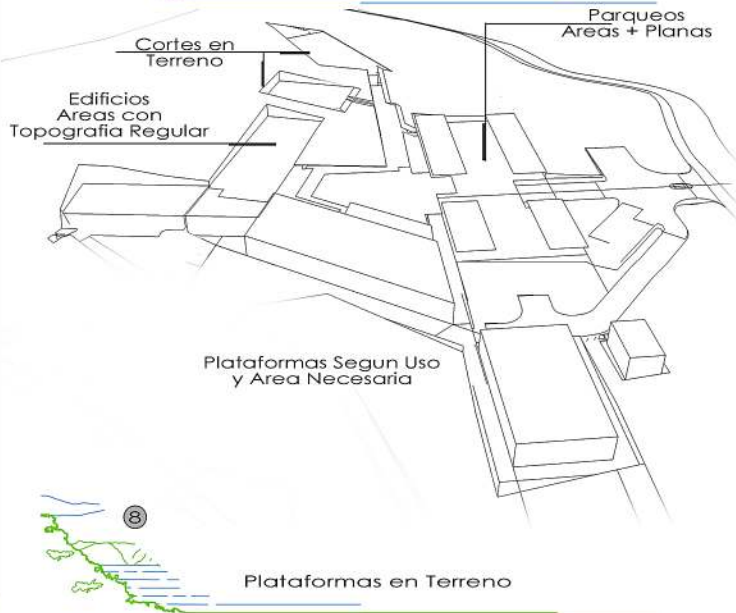 Parqueos
Areas + Planas
Cortes en
Terreno
Edificios
Areas con
Topografia Regular
Plataformas Segun Uso
y Area Necesaria
8
Plataformas en Terreno